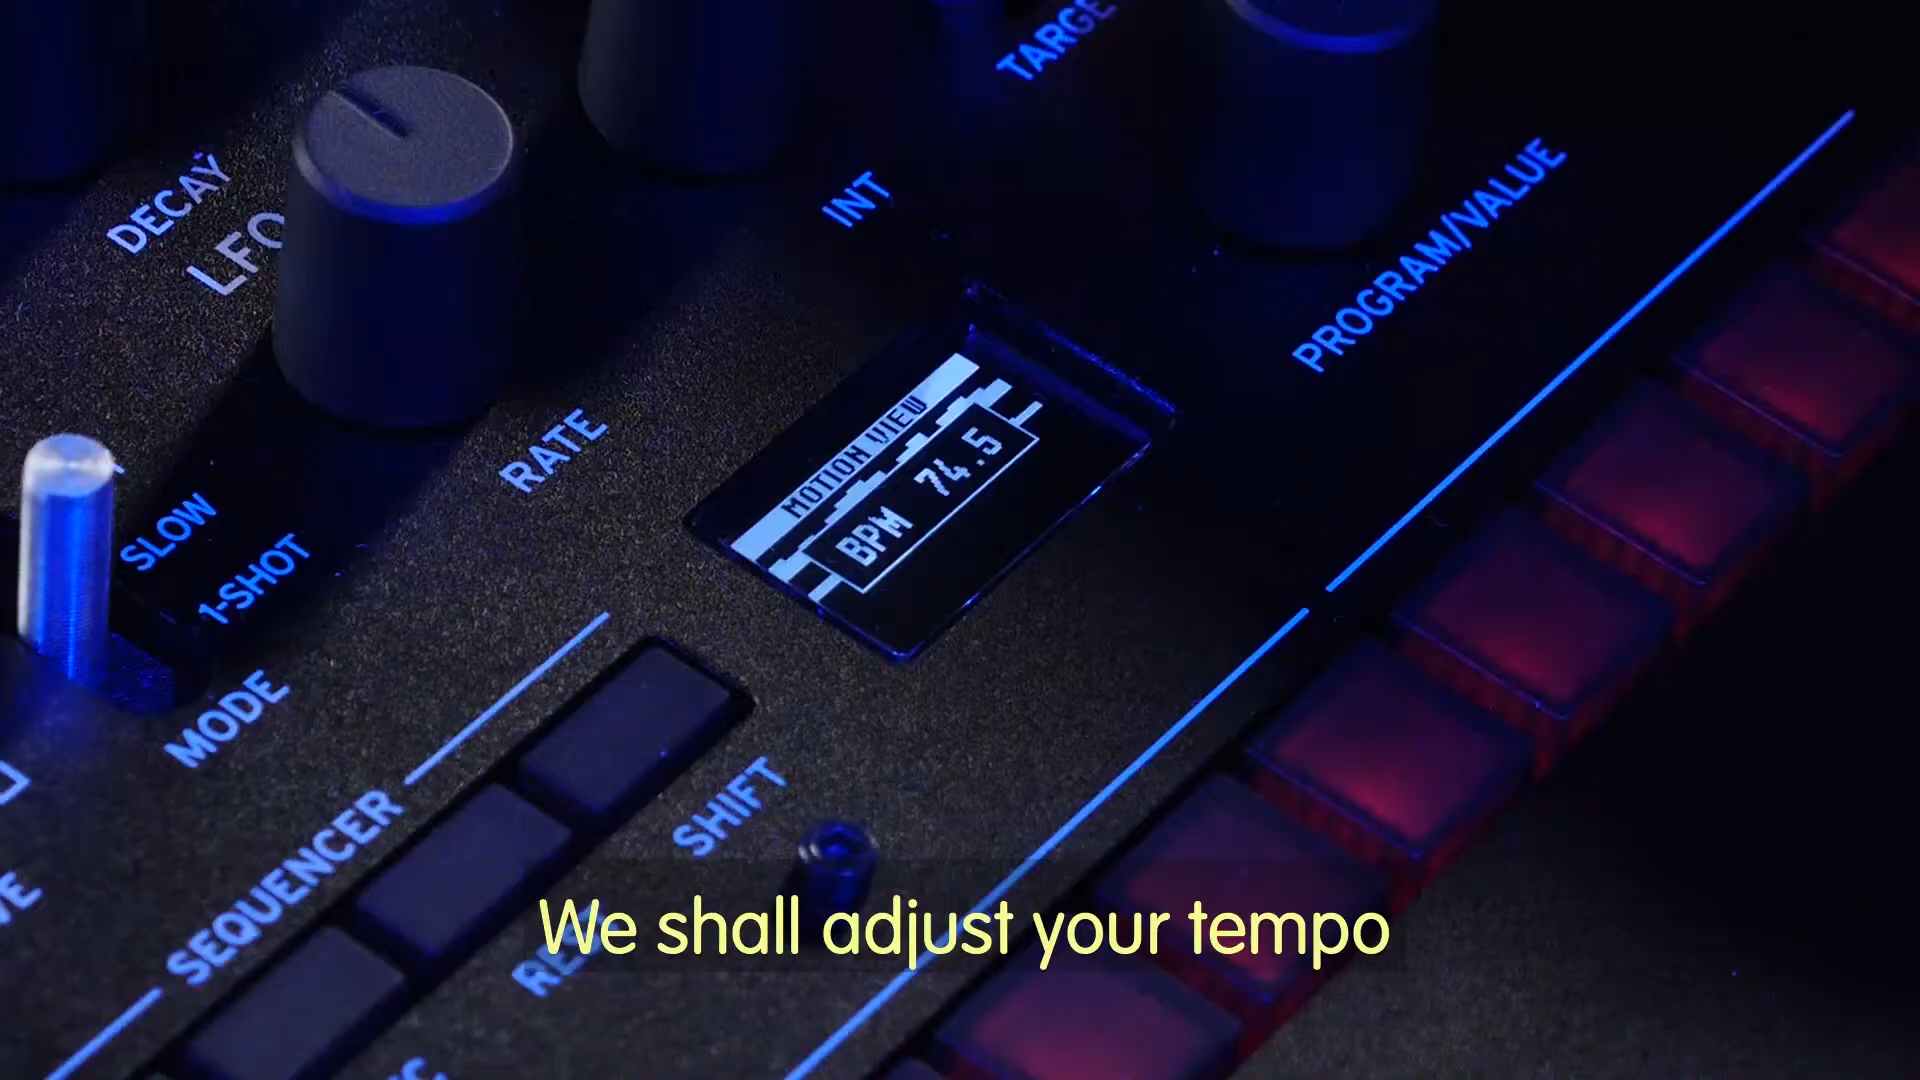 TARGE
DECAY
LFO
INT
PROGRAM/VALUE
MOTION VIEW
BPM 74.5
RATE
SLOW
1-SHOT
MODE
SHIFT
SEQUENCER
We shall adjust your tempo